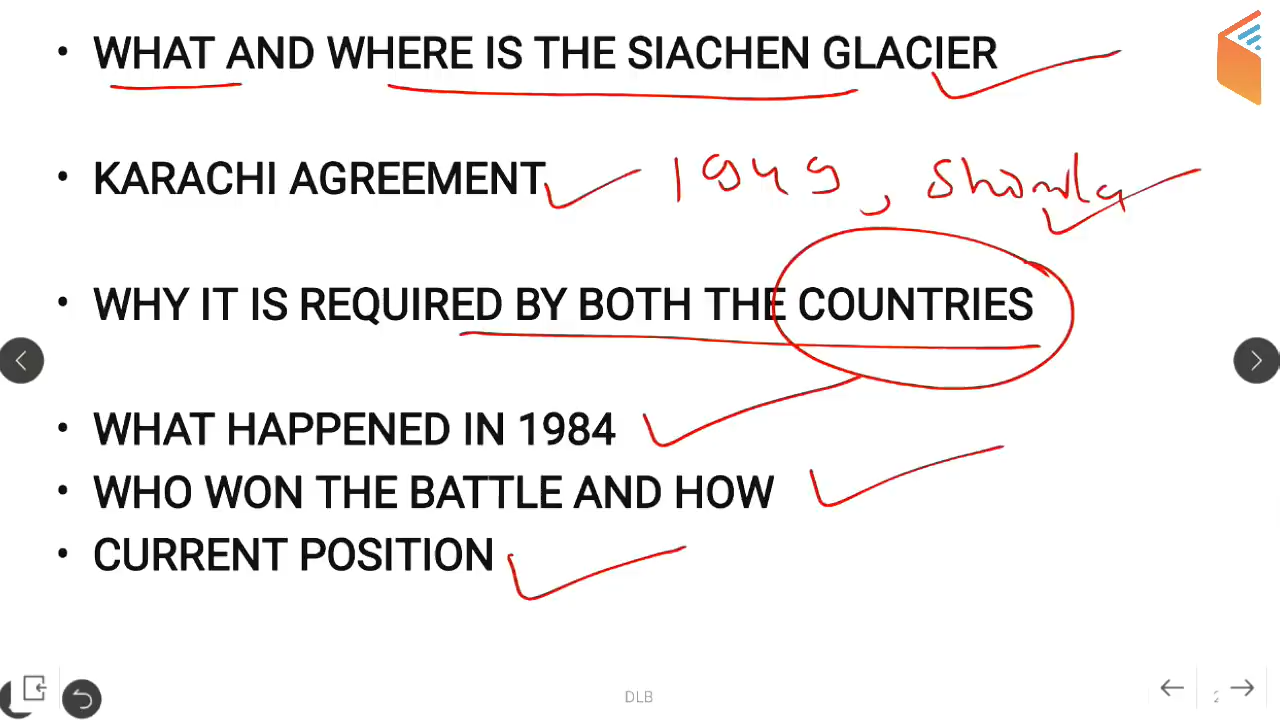 • WHAT AND WHERE IS THE SIACHEN GLACIER
• KARACHI AGREEMENT 1949, Shimla
• WHY IT IS REQUIRED BY BOTH THE COUNTRIES
• WHAT HAPPENED IN 1984
• WHO WON THE BATTLE AND HOW
• CURRENT POSITION
DLB